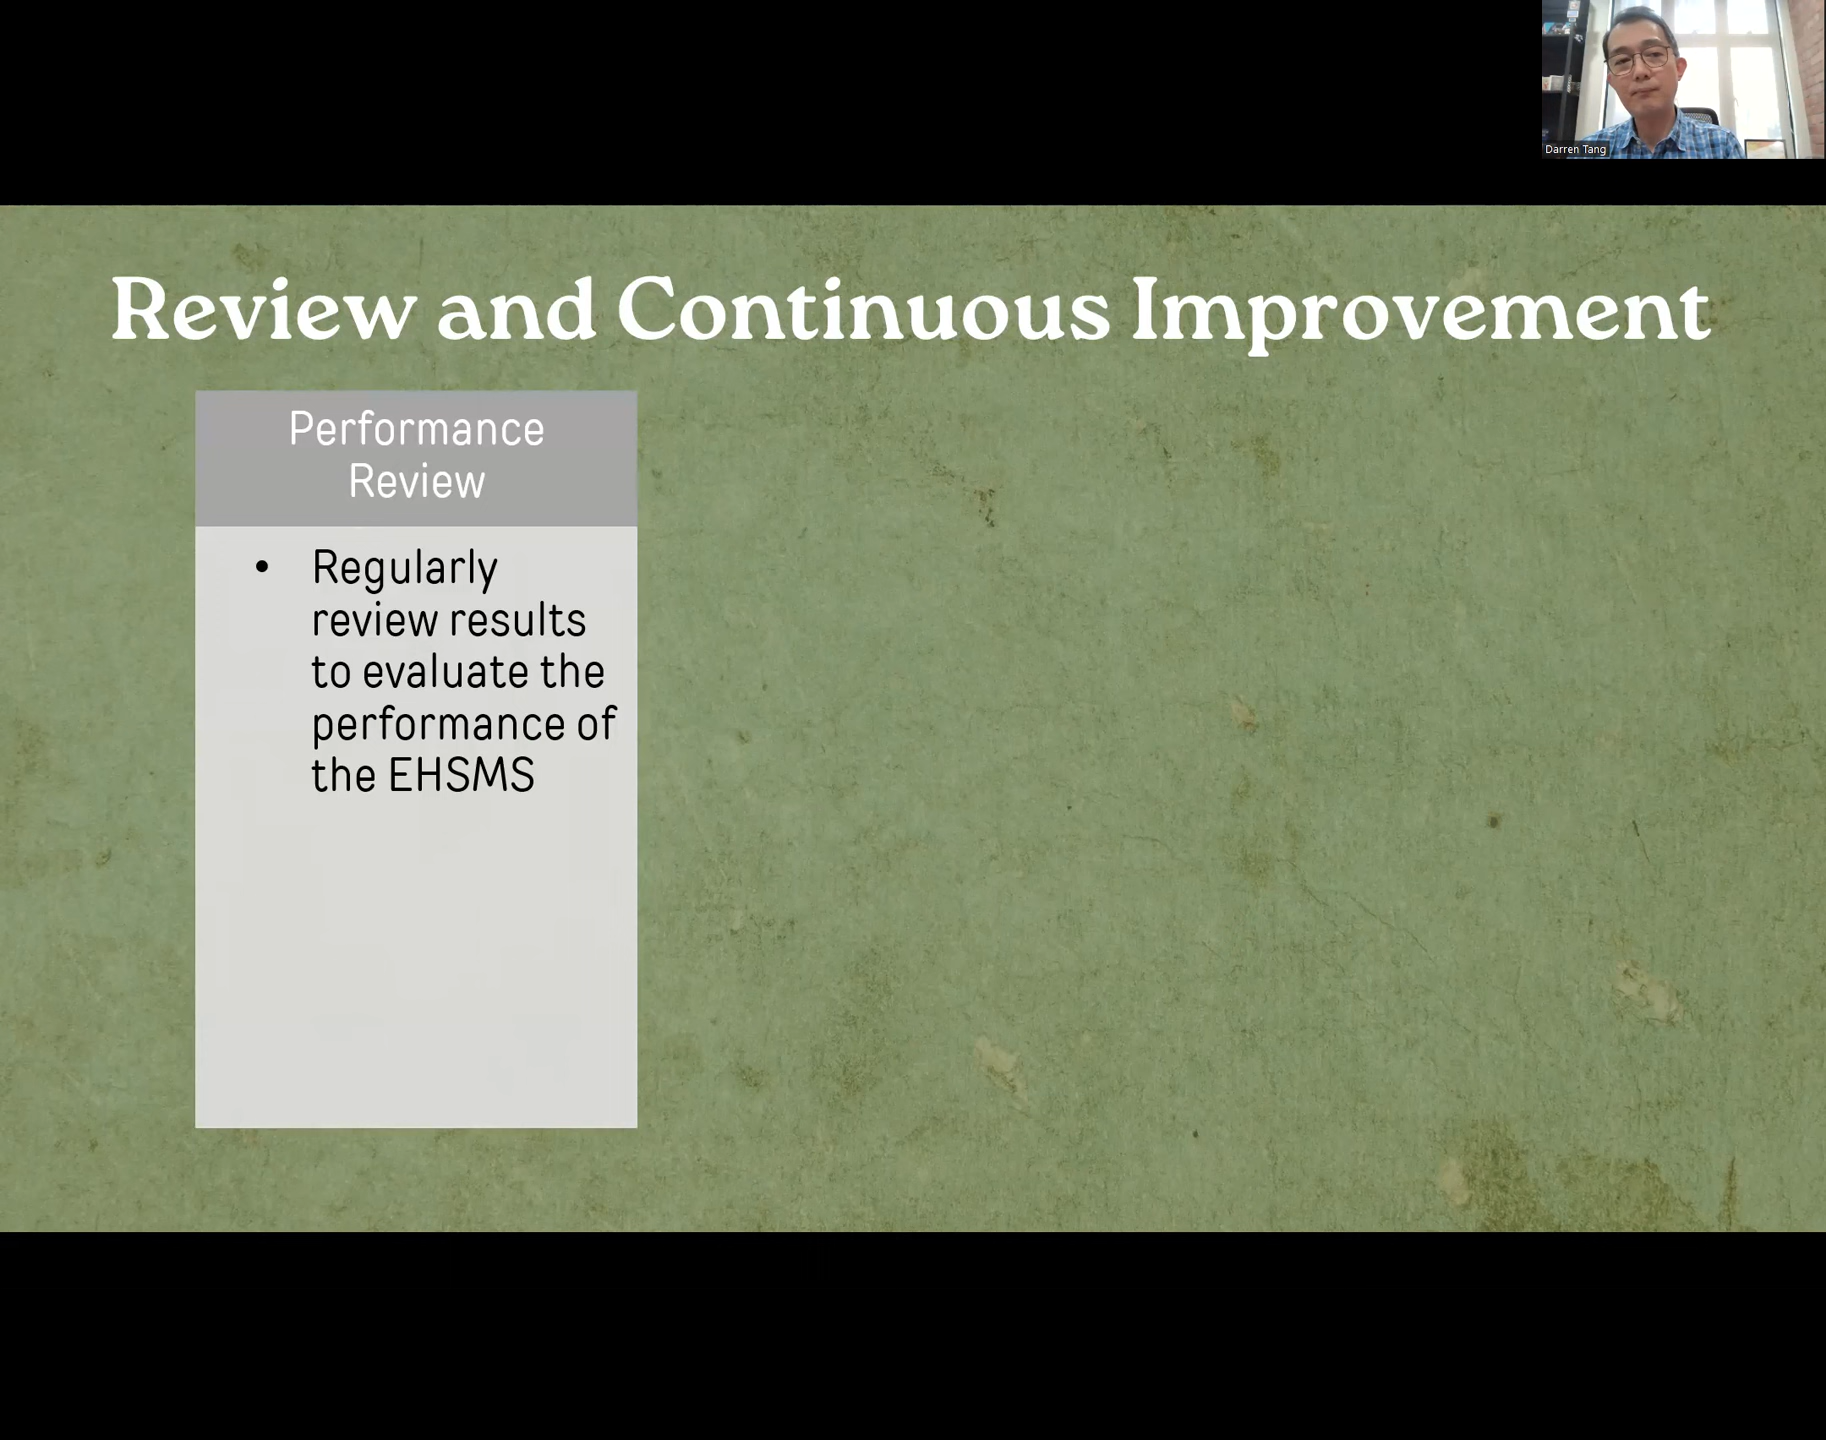 Darren Tang
Review and Continuous Improvement
Performance
Review
• Regularly
review results
to evaluate the
performance of
the EHSMS